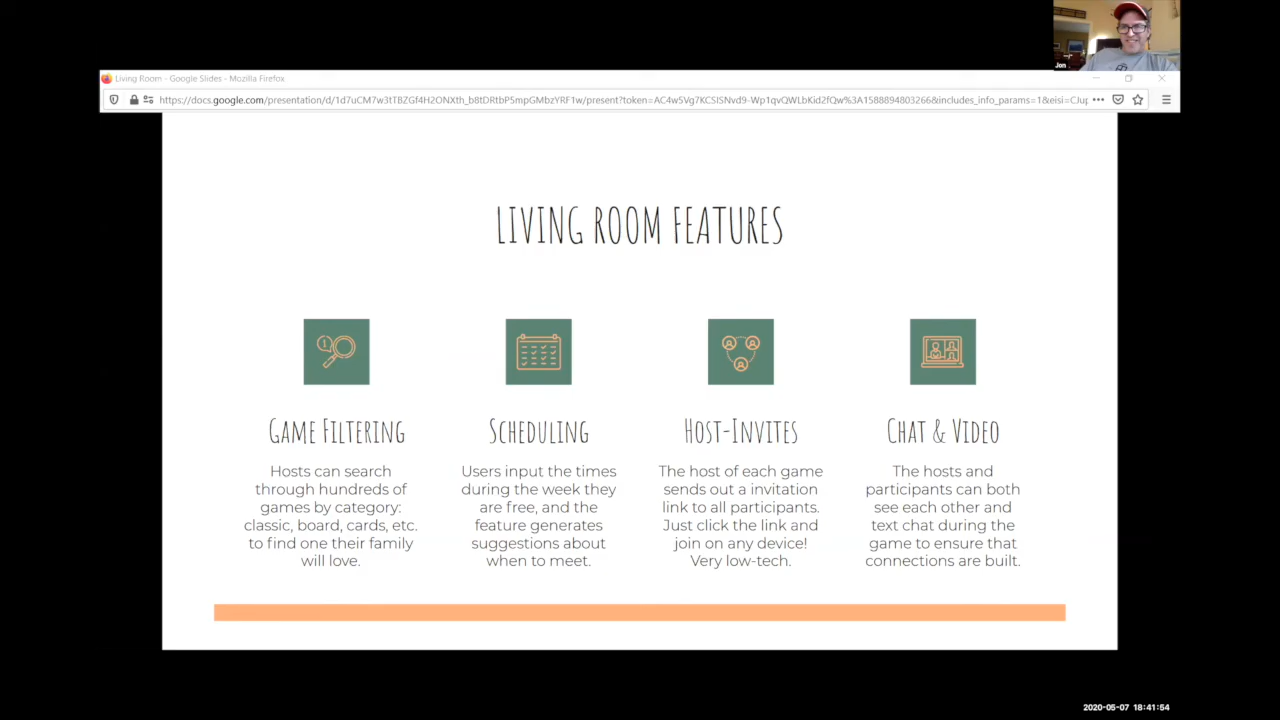 Jon
Living Room - Google Slides - Mozilla Firefox
LIVING ROOM FEATURES
GAME FILTERING
Hosts can search
through hundreds of
games by category:
classic, board, cards, etc.
to find one their family
will love.
SCHEDULING
Users input the times
during the week they
are free, and the
feature generates
suggestions about
when to meet.
HOST-INVITES
The host of each game
sends out a invitation
link to all participants.
Just click the link and
join on any device!
Very low-tech.
CHAT & VIDEO
The hosts and
participants can both
see each other and
text chat during the
game to ensure that
connections are built.
2020-05-07 18:41:54